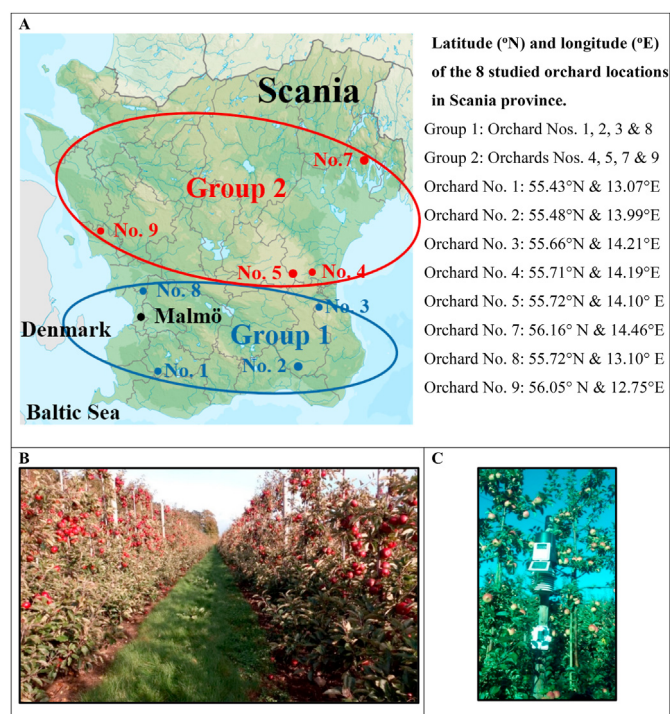 A
Scania
No.7
Group 2
No. 9
No. 5
No. 4
No. 8
No. 3
Malmö
Denmark
Group 1
No. 1
No. 2
Baltic Sea
Latitude (°N) and longitude (°E)
of the 8 studied orchard locations
in Scania province.
Group 1: Orchard Nos. 1, 2, 3 & 8
Group 2: Orchards Nos. 4, 5, 7 & 9
Orchard No. 1: 55.43°N & 13.07°E
Orchard No. 2: 55.48°N & 13.99°E
Orchard No. 3: 55.66°N & 14.21°E
Orchard No. 4: 55.71°N & 14.19°E
Orchard No. 5: 55.72°N & 14.10° E
Orchard No. 7: 56.16° N & 14.46°E
Orchard No. 8: 55.72°N & 13.10° E
Orchard No. 9: 56.05° N & 12.75°E
B
C